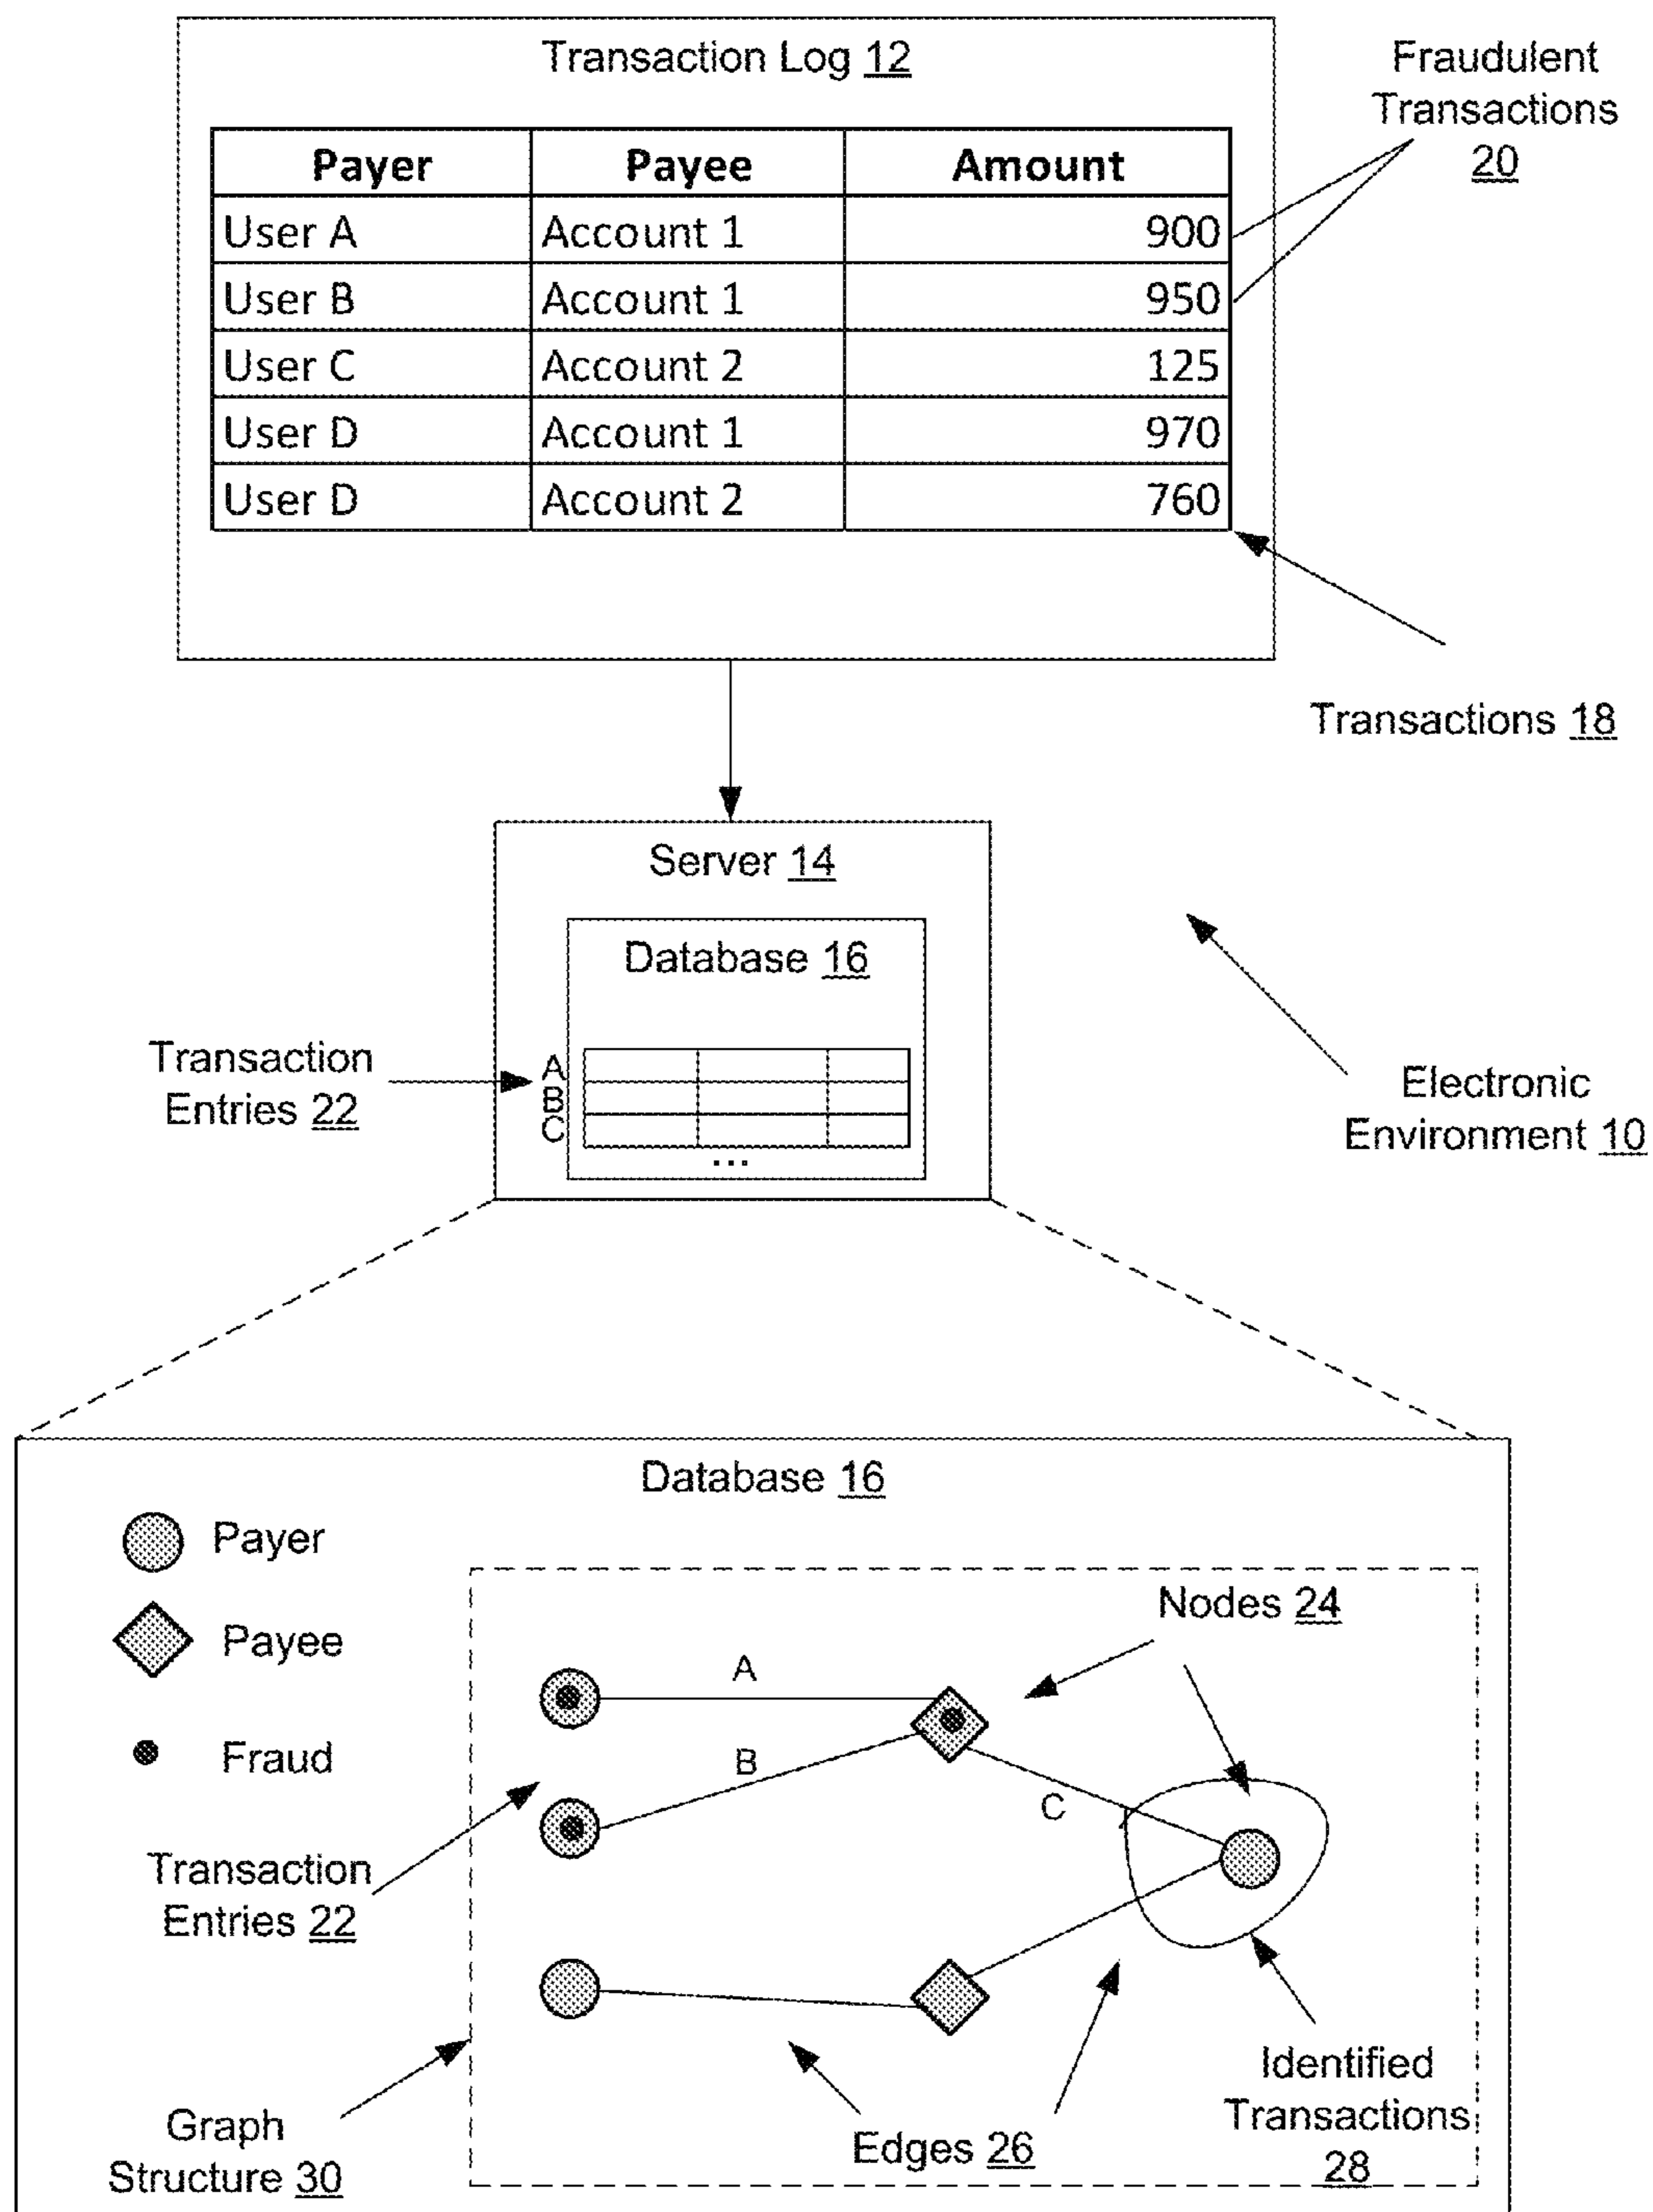 Transaction Log 12
Fraudulent
Transactions
20
Payer Payee Amount
User A Account 1 900
User B Account 1 950
User C Account 2 125
User D Account 1 970
User D Account 2 760
Transactions 18
Server 14
Database 16
Transaction
Entries 22
A
B
C
...
Electronic
Environment 10
Database 16
Payer
Payee
Fraud
Nodes 24
A
B
C
Transaction
Entries 22
Identified
Transactions
28
Edges 26
Graph
Structure 30